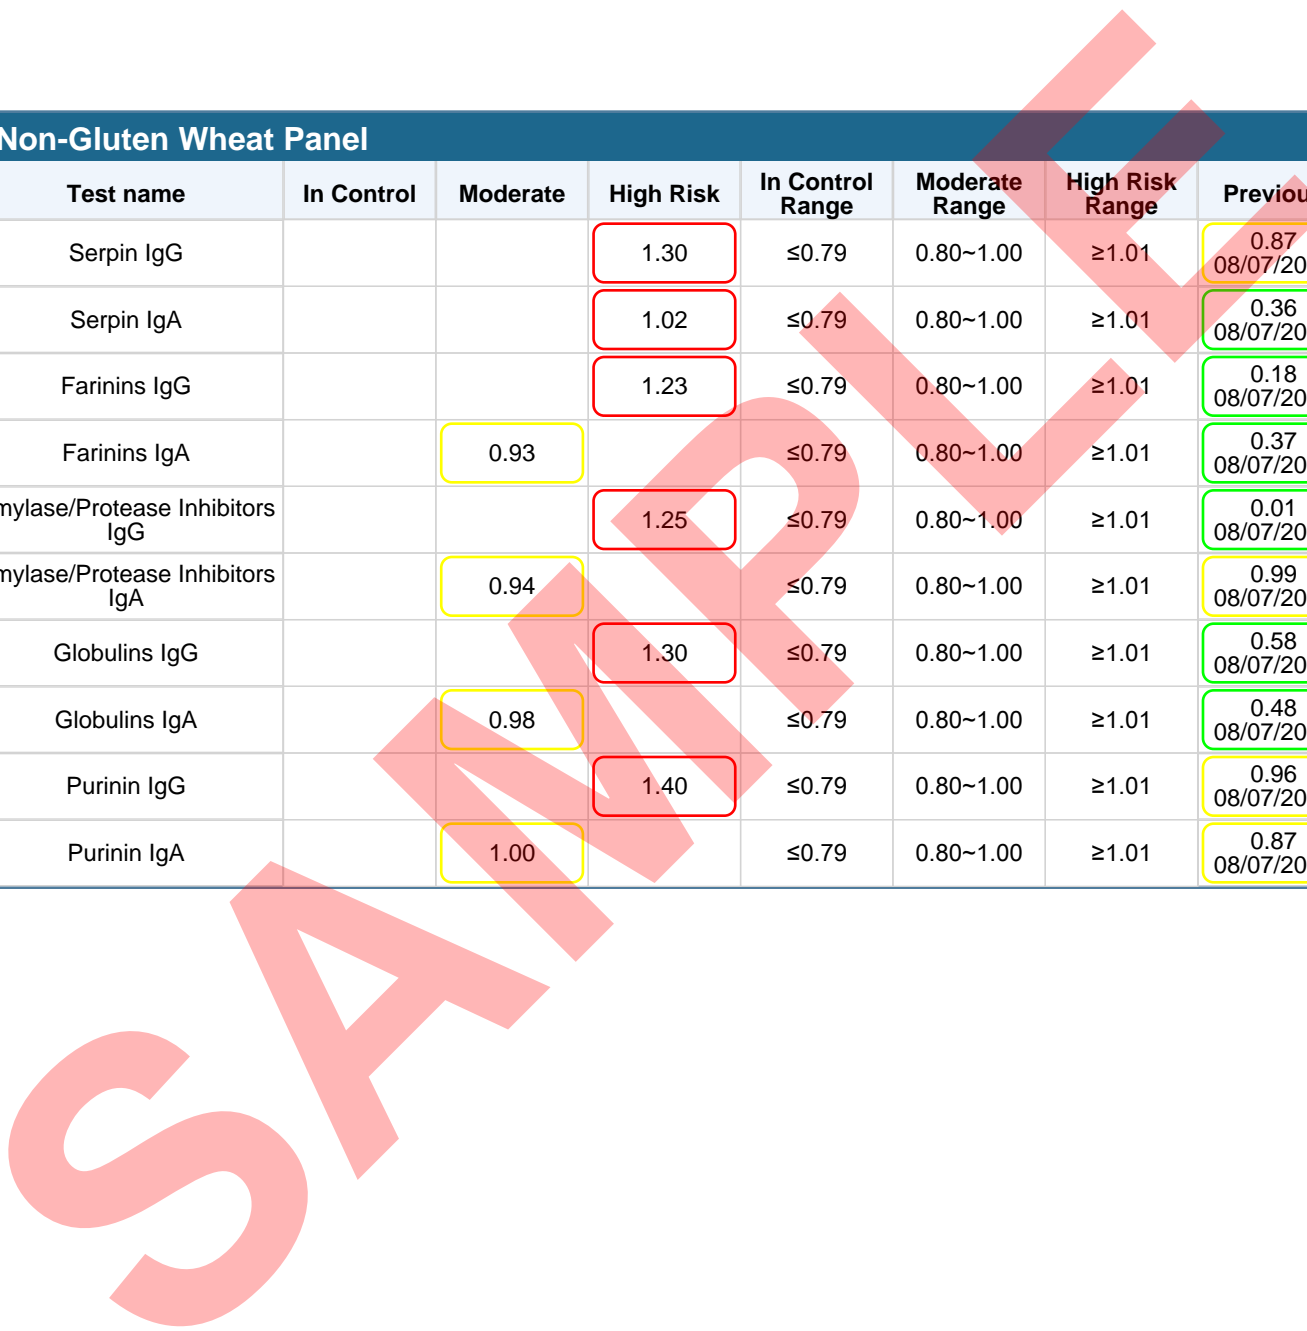 Non-Gluten Wheat Panel
Test name In Control Moderate High Risk In Control Range Moderate Range High Risk Range Previou
Serpin IgG 1.30 ≤0.79 0.80~1.00 ≥1.01 0.87
08/07/20
Serpin IgA 1.02 ≤0.79 0.80~1.00 ≥1.01 0.36
08/07/20
Farinins IgG 1.23 ≤0.79 0.80~1.00 ≥1.01 0.18
08/07/20
Farinins IgA 0.93 ≤0.79 0.80~1.00 ≥1.01 0.37
08/07/20
mylase/Protease Inhibitors
IgG 1.25 ≤0.79 0.80~1.00 ≥1.01 0.01
08/07/20
mylase/Protease Inhibitors
IgA 0.94 ≤0.79 0.80~1.00 ≥1.01 0.99
08/07/20
Globulins IgG 1.30 ≤0.79 0.80~1.00 ≥1.01 0.58
08/07/20
Globulins IgA 0.98 ≤0.79 0.80~1.00 ≥1.01 0.48
08/07/20
Purinin IgG 1.40 ≤0.79 0.80~1.00 ≥1.01 0.96
08/07/20
Purinin IgA 1.00 ≤0.79 0.80~1.00 ≥1.01 0.87
08/07/20
SAMPLE